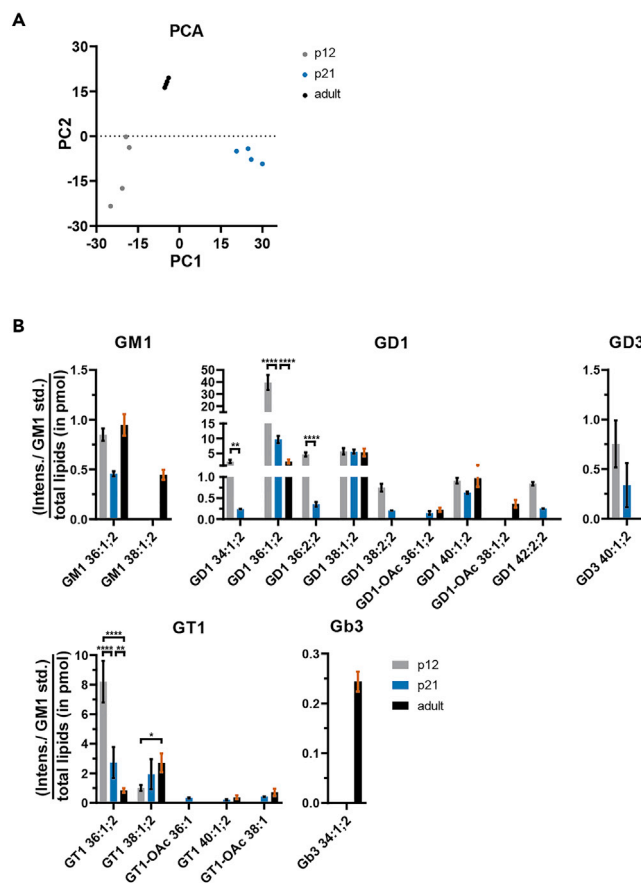 A
PCA
p12
p21
adult
PC2
30
15
0
-15
-30
-30 -15 0 15 30
PC1
B
GM1
(Intens./ GM1 std.)
total lipids (in pmol)
1.5
1.0
0.5
0.0
GM1 36:1;2
GM1 38:1;2
GD1
50
40
30
20
10
15
10
5
1.0
0.5
0.0
****
****
**
****
GD1 34:1;2
GD1 36:1;2
GD1 36:2;2
GD1 38:1;2
GD1 38:2;2
GD1-OAc 36:1;2
GD1 40:1;2
GD1-OAc 38:1;2
GD1 42:2;2
GD3
1.5
1.0
0.5
0.0
GD3 40:1;2
GT1
(Intens./ GM1 std.)
total lipids (in pmol)
10
8
6
4
2
0
****
**** **
*
GT1 36:1;2
GT1 38:1;2
GT1-OAc 36:1
GT1 40:1;2
GT1-OAc 38:1
Gb3
0.3
0.2
0.1
0.0
Gb3 34:1;2
p12
p21
adult